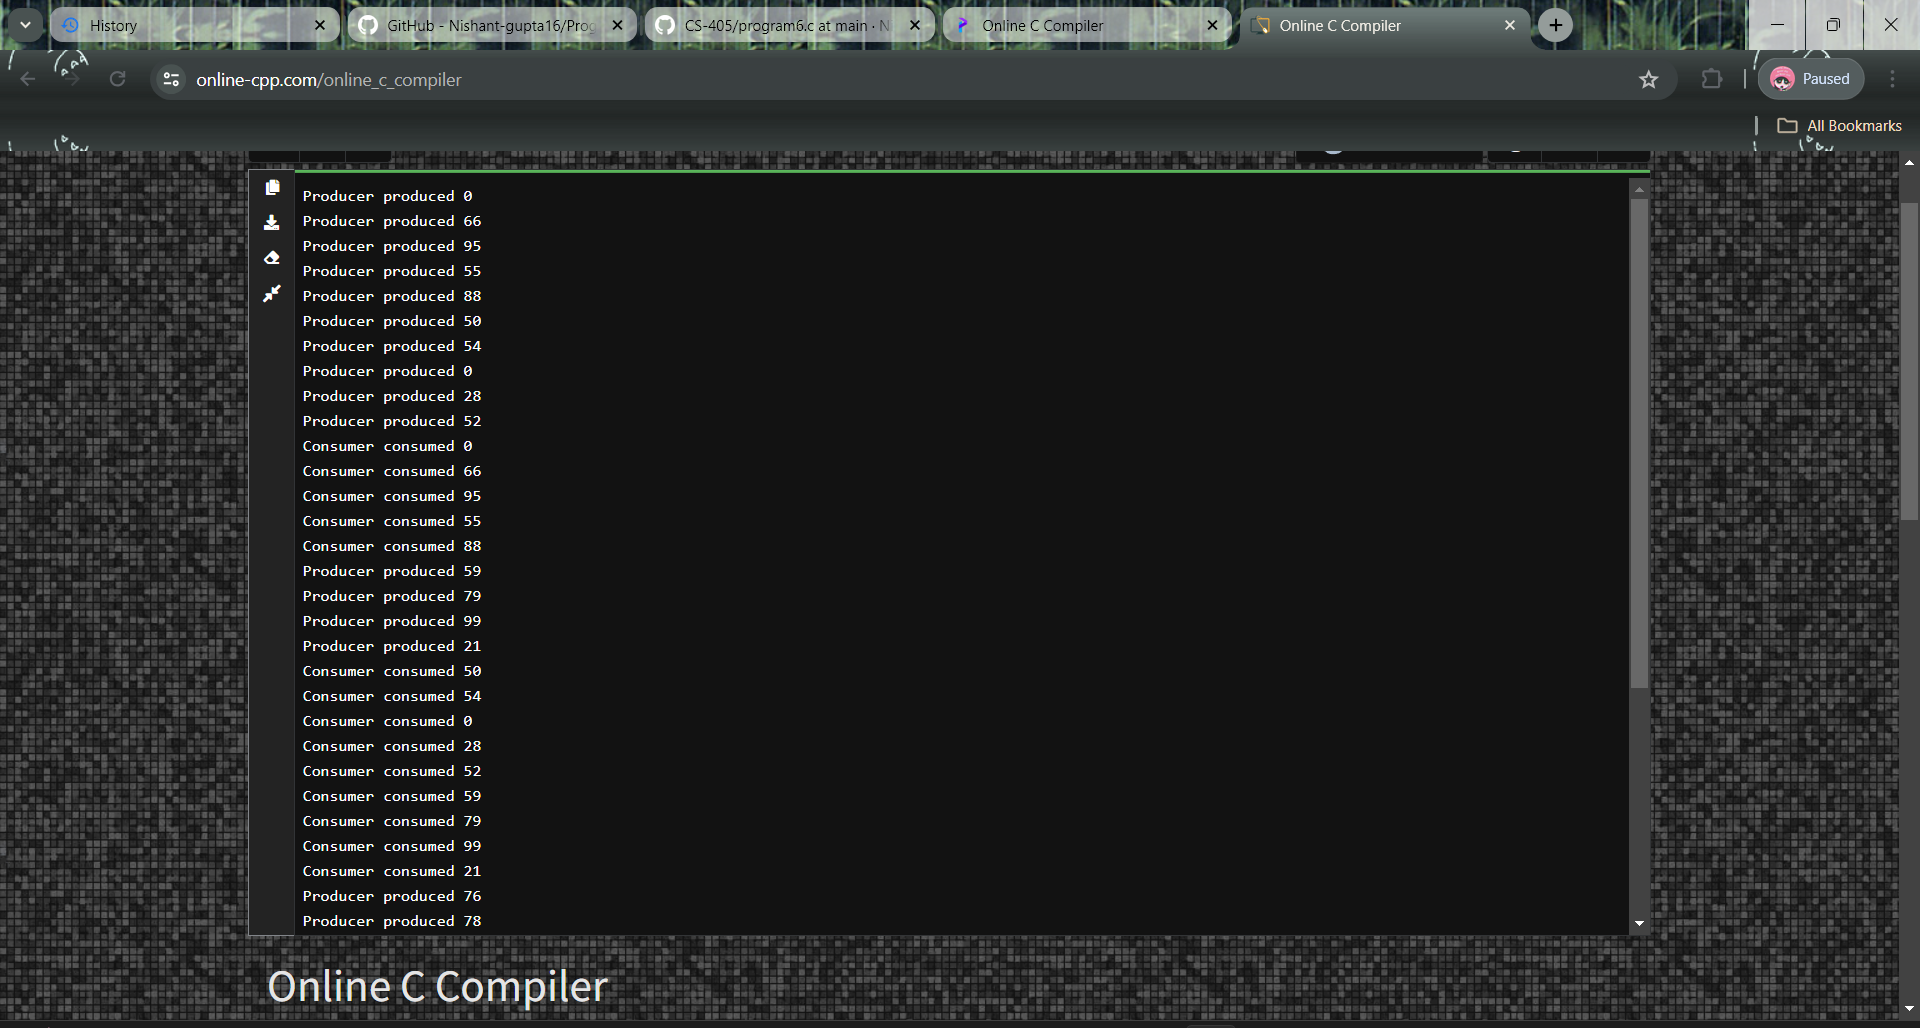 History
GitHub - Nishant-gupta16/Prog
CS-405/program6.c at main · N
Online C Compiler
Online C Compiler
online-cpp.com/online_c_compiler
Paused
All Bookmarks
Producer produced 0
Producer produced 66
Producer produced 95
Producer produced 55
Producer produced 88
Producer produced 50
Producer produced 54
Producer produced 0
Producer produced 28
Producer produced 52
Consumer consumed 0
Consumer consumed 66
Consumer consumed 95
Consumer consumed 55
Consumer consumed 88
Producer produced 59
Producer produced 79
Producer produced 99
Producer produced 21
Consumer consumed 50
Consumer consumed 54
Consumer consumed 0
Consumer consumed 28
Consumer consumed 52
Consumer consumed 59
Consumer consumed 79
Consumer consumed 99
Consumer consumed 21
Producer produced 76
Producer produced 78
Online C Compiler